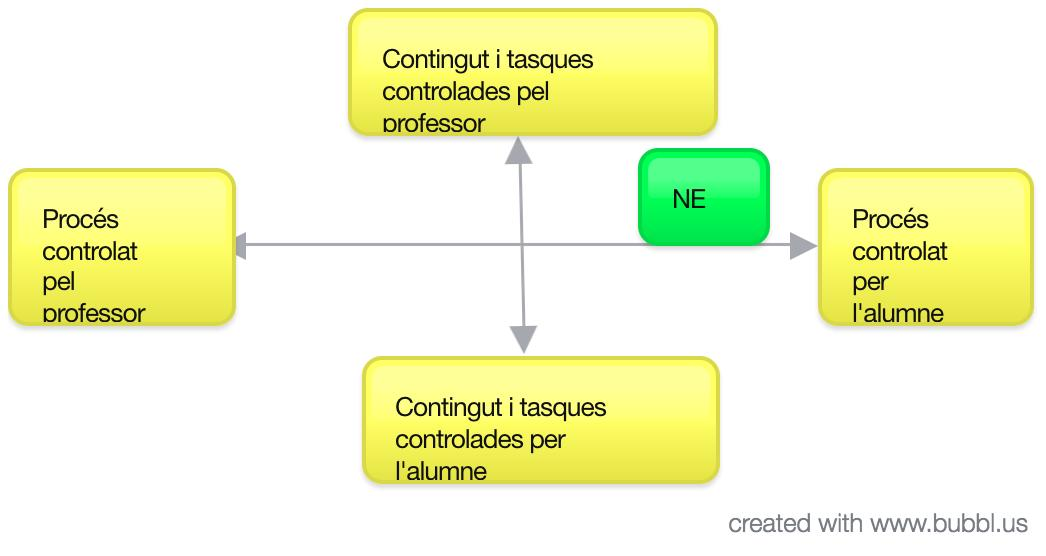 Contingut i tasques
controlades pel
professor
NE
Procés
controlat
pel
professor
Procés
controlat
per
l'alumne
Contingut i tasques
controlades per
l'alumne
created with www.bubbl.us